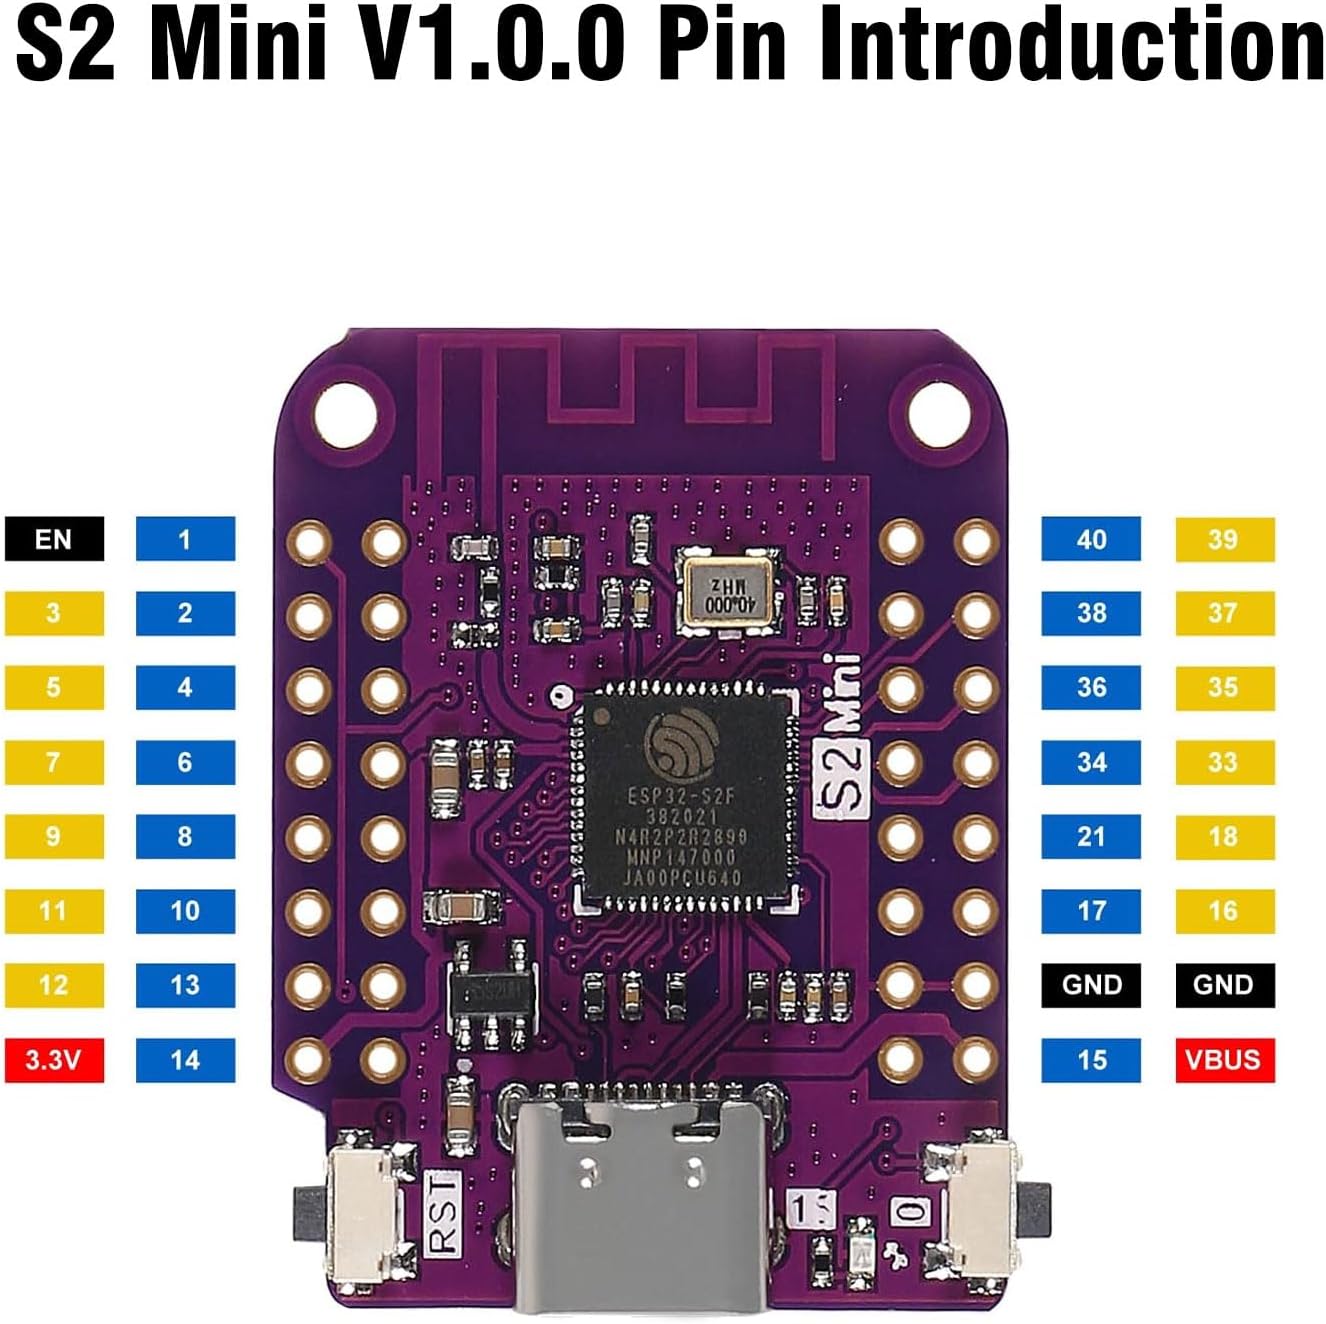 S2 Mini V1.0.0 Pin Introduction
EN 1 40 39
3 2 38 37
5 4 36 35
7 6 34 33
9 8 21 18
11 10 17 16
12 13 GND GND
3.3V 14 15 VBUS
40.000
MHz
S2 Mini
ESP32-S2F
382021
N4R2P2R2890
MNP147000
JA00PCU640
RST
15
0